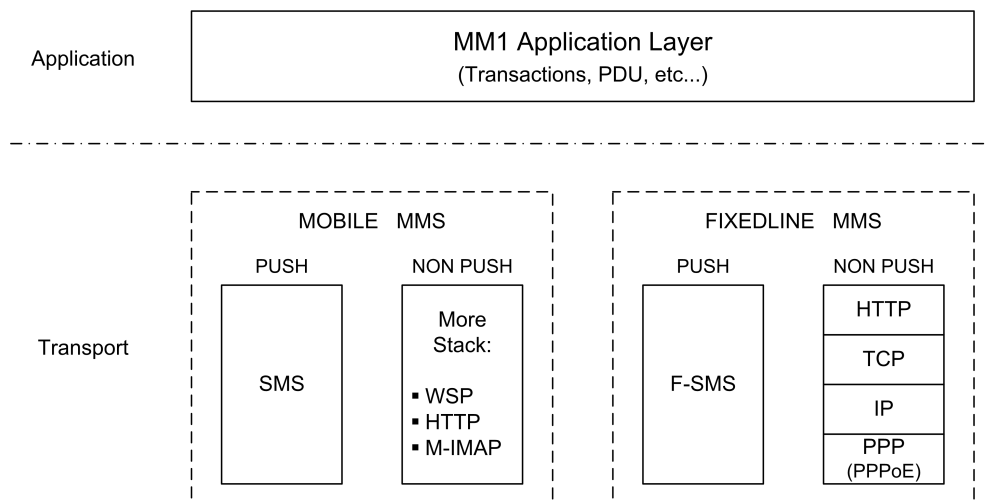 Application
MM1 Application Layer
(Transactions, PDU, etc...)
MOBILE MMS
FIXEDLINE MMS
PUSH
NON PUSH
PUSH
NON PUSH
Transport
SMS
More
Stack:
▪ WSP
▪ HTTP
▪ M-IMAP
F-SMS
HTTP
TCP
IP
PPP
(PPPoE)